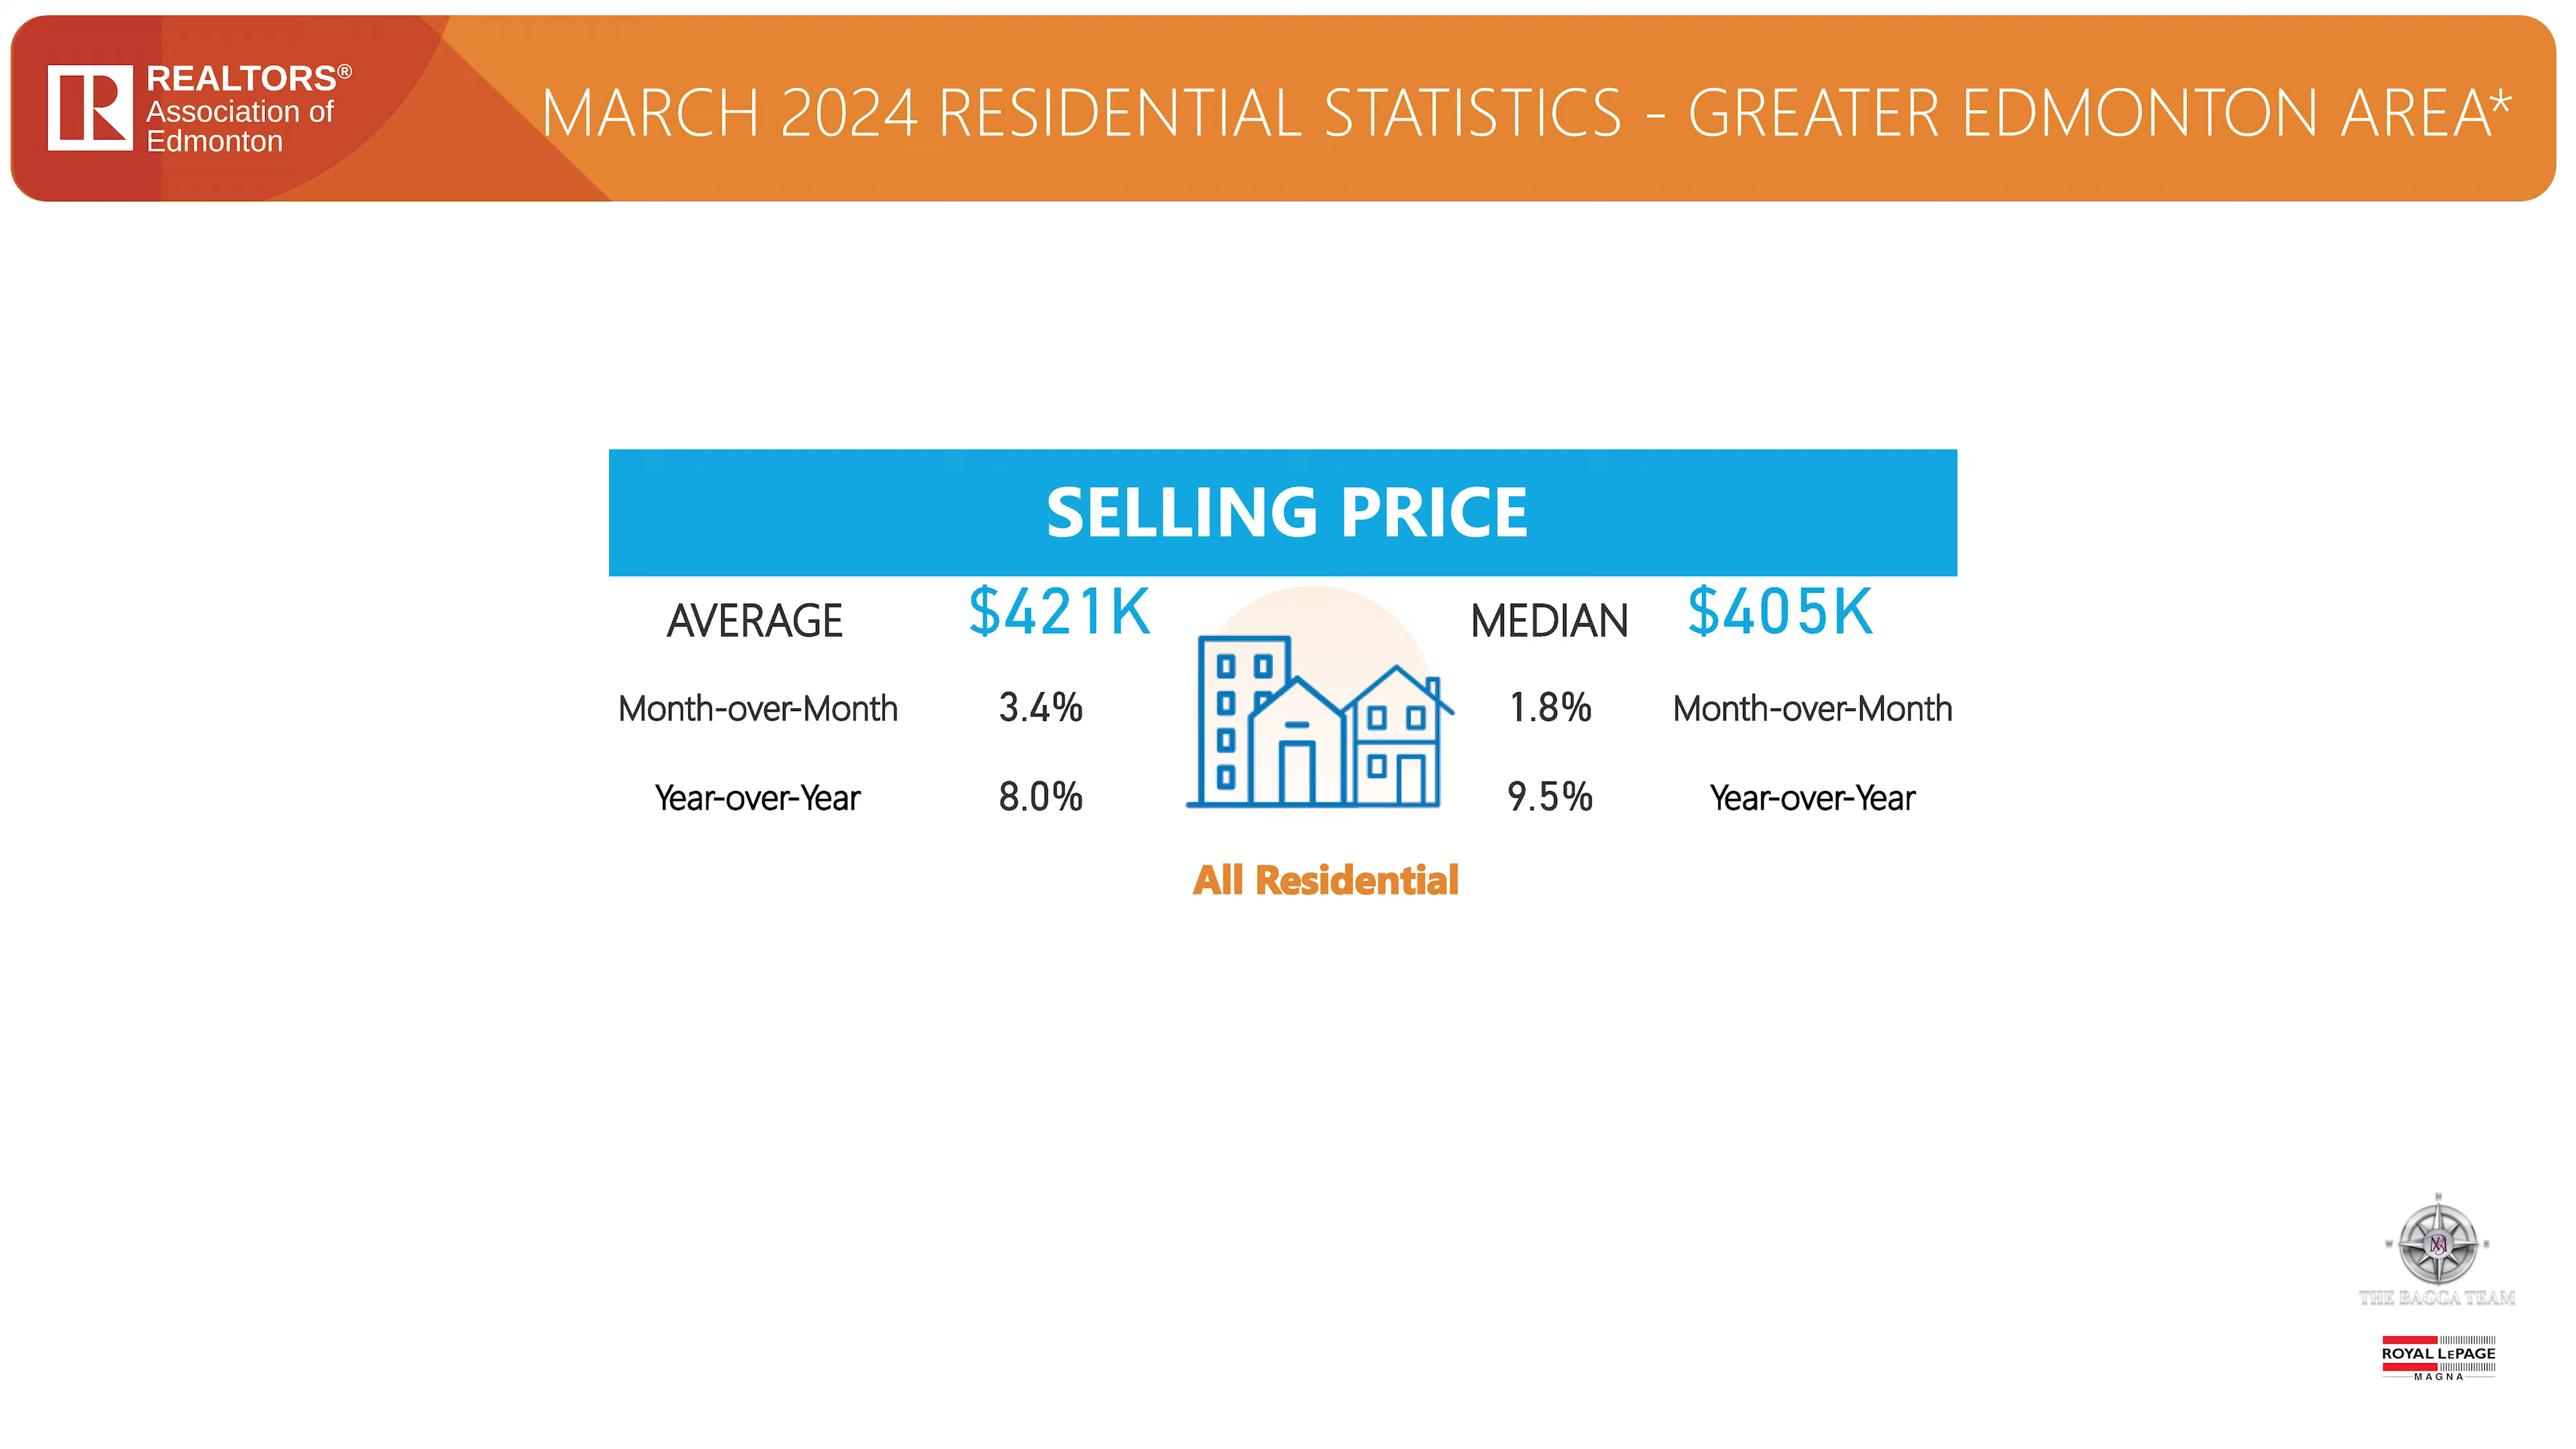 REALTORS®
Association of
Edmonton
MARCH 2024 RESIDENTIAL STATISTICS - GREATER EDMONTON AREA*
SELLING PRICE
AVERAGE $421K MEDIAN $405K
Month-over-Month 3.4% 1.8% Month-over-Month
Year-over-Year 8.0% 9.5% Year-over-Year
All Residential
N
W E
THE BAGGA TEAM
ROYAL LEPAGE
MAGNA